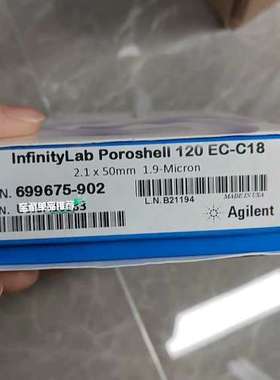 InfinityLab Poroshell 120 EC-C18
2.1 x 50mm 1.9-Micron
N. 699675-902
L.N. B21194
MADE IN USA
Agilent